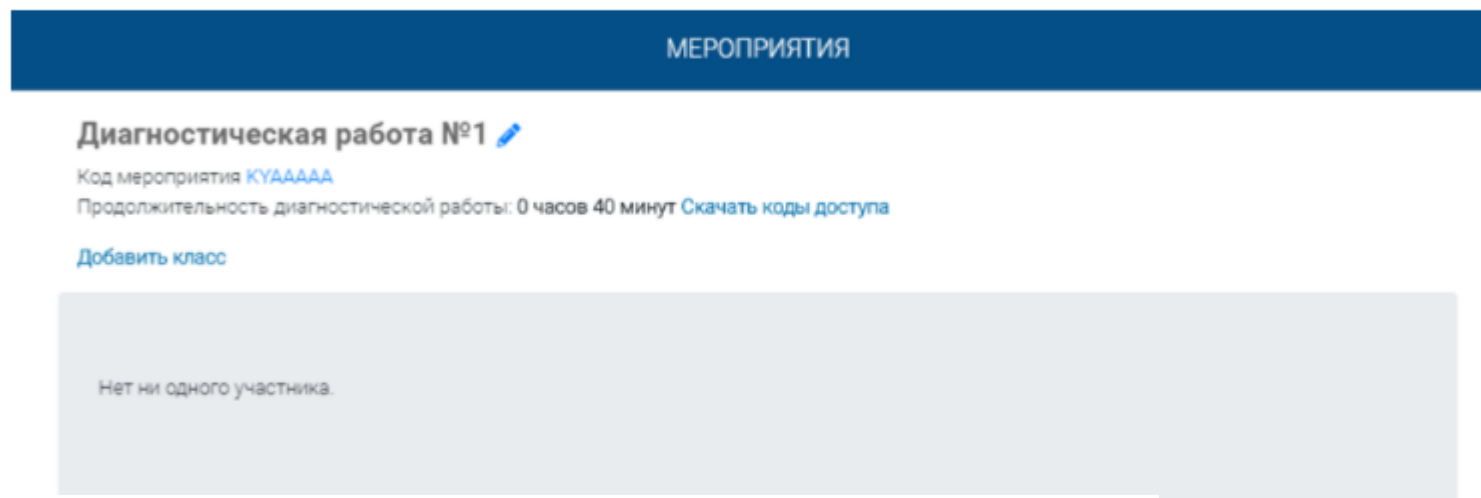 МЕРОПРИЯТИЯ
Диагностическая работа №1
Код мероприятия KYAAAAA
Продолжительность диагностической работы: 0 часов 40 минут Скачать коды доступа
Добавить класс
Нет ни одного участника.